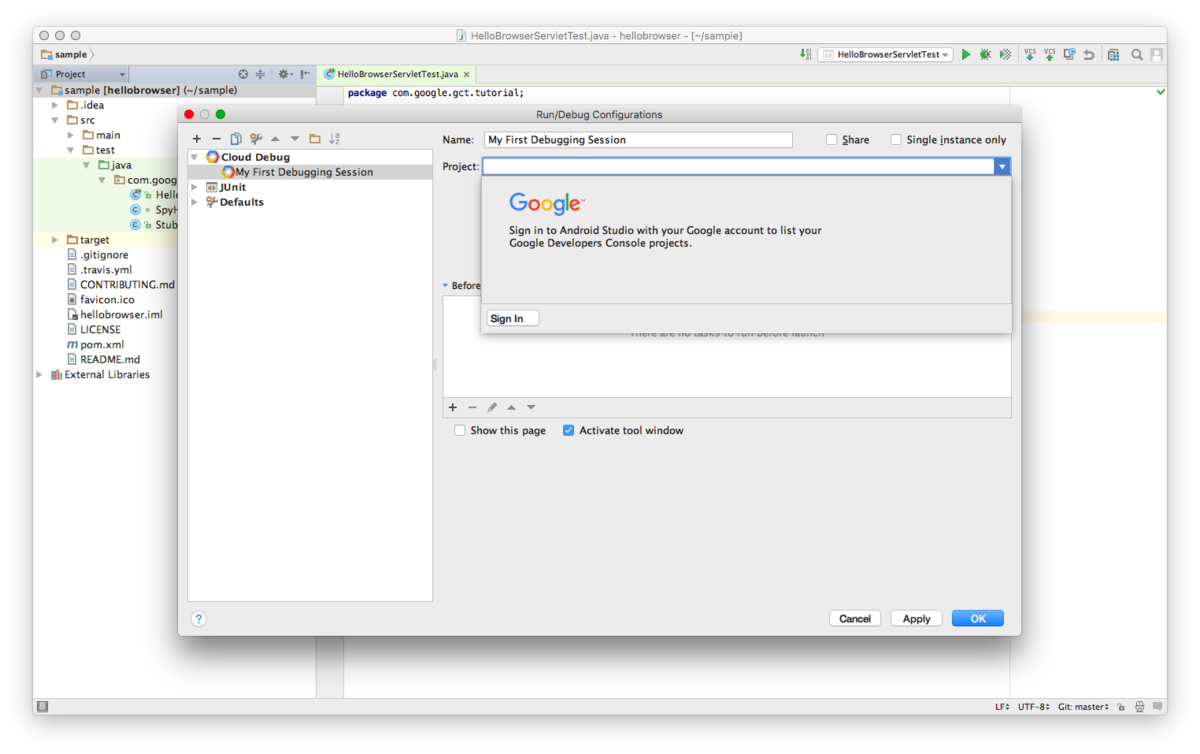 HelloBrowserServletTest.java - hellobrowser - [~/sample]
sample
HelloBrowserServletTest
VCS
VCS
Project
HelloBrowserServletTest.java
sample [hellobrowser] (~/sample)
package com.google.gct.tutorial;
.idea
src
main
test
java
com.goog
Hello
SpyH
Stub
target
.gitignore
.travis.yml
CONTRIBUTING.md
favicon.ico
hellobrowser.iml
LICENSE
pom.xml
README.md
External Libraries
Run/Debug Configurations
Cloud Debug
My First Debugging Session
JUnit
Defaults
Name:
My First Debugging Session
Share
Single instance only
Project:
Google™
Sign in to Android Studio with your Google account to list your
Google Developers Console projects.
Sign In
Before
There are no tasks to run before launch
Show this page
Activate tool window
?
Cancel
Apply
OK
LF
UTF-8
Git: master